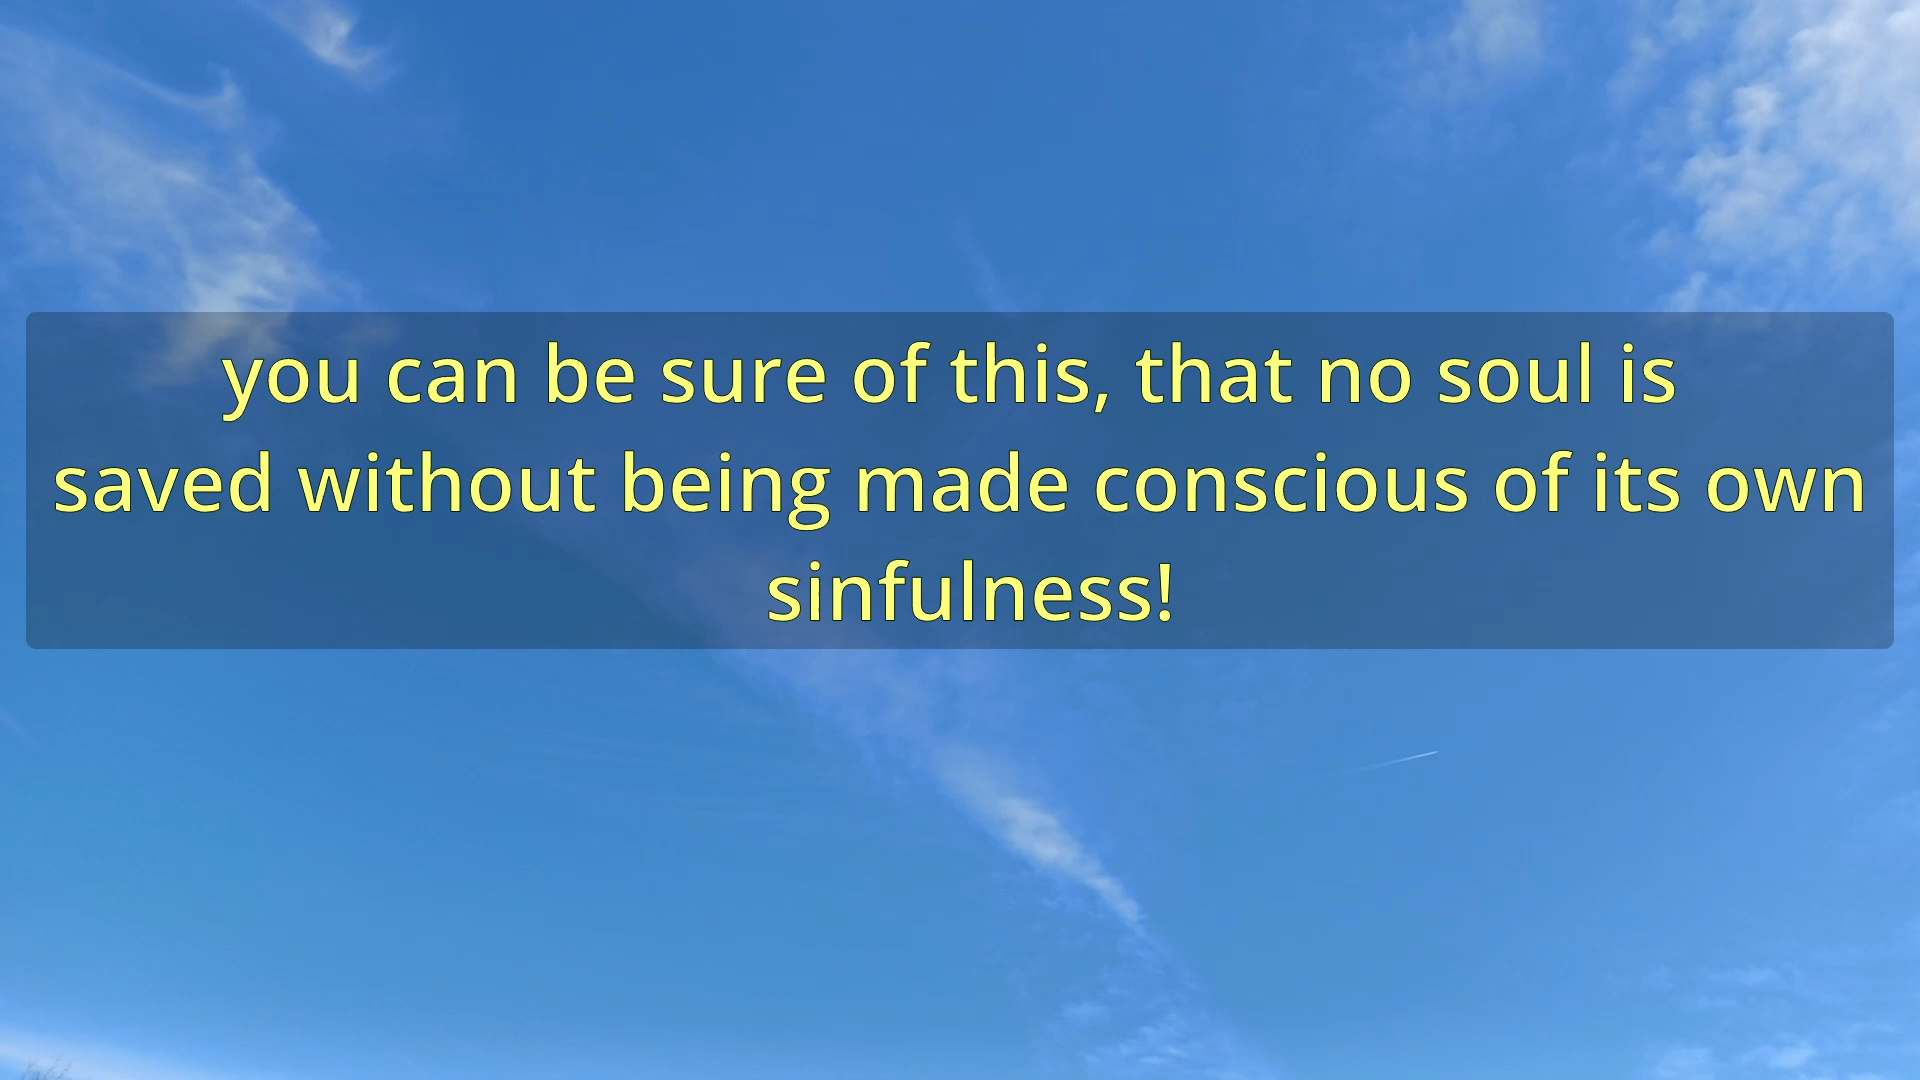 you can be sure of this, that no soul is
saved without being made conscious of its own
sinfulness!